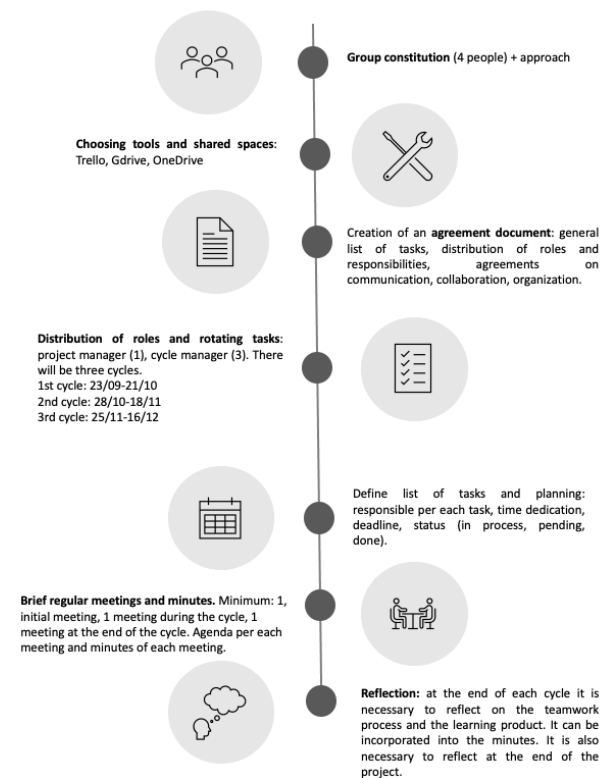 Group constitution (4 people) + approach
Choosing tools and shared spaces:
Trello, Gdrive, OneDrive
Creation of an agreement document: general
list of tasks, distribution of roles and
responsibilities, agreements on
communication, collaboration, organization.
Distribution of roles and rotating tasks:
project manager (1), cycle manager (3). There
will be three cycles.
1st cycle: 23/09-21/10
2nd cycle: 28/10-18/11
3rd cycle: 25/11-16/12
Define list of tasks and planning:
responsible per each task, time dedication,
deadline, status (in process, pending,
done).
Brief regular meetings and minutes. Minimum: 1,
initial meeting, 1 meeting during the cycle, 1
meeting at the end of the cycle. Agenda per each
meeting and minutes of each meeting.
Reflection: at the end of each cycle it is
necessary to reflect on the teamwork
process and the learning product. It can be
incorporated into the minutes. It is also
necessary to reflect at the end of the
project.